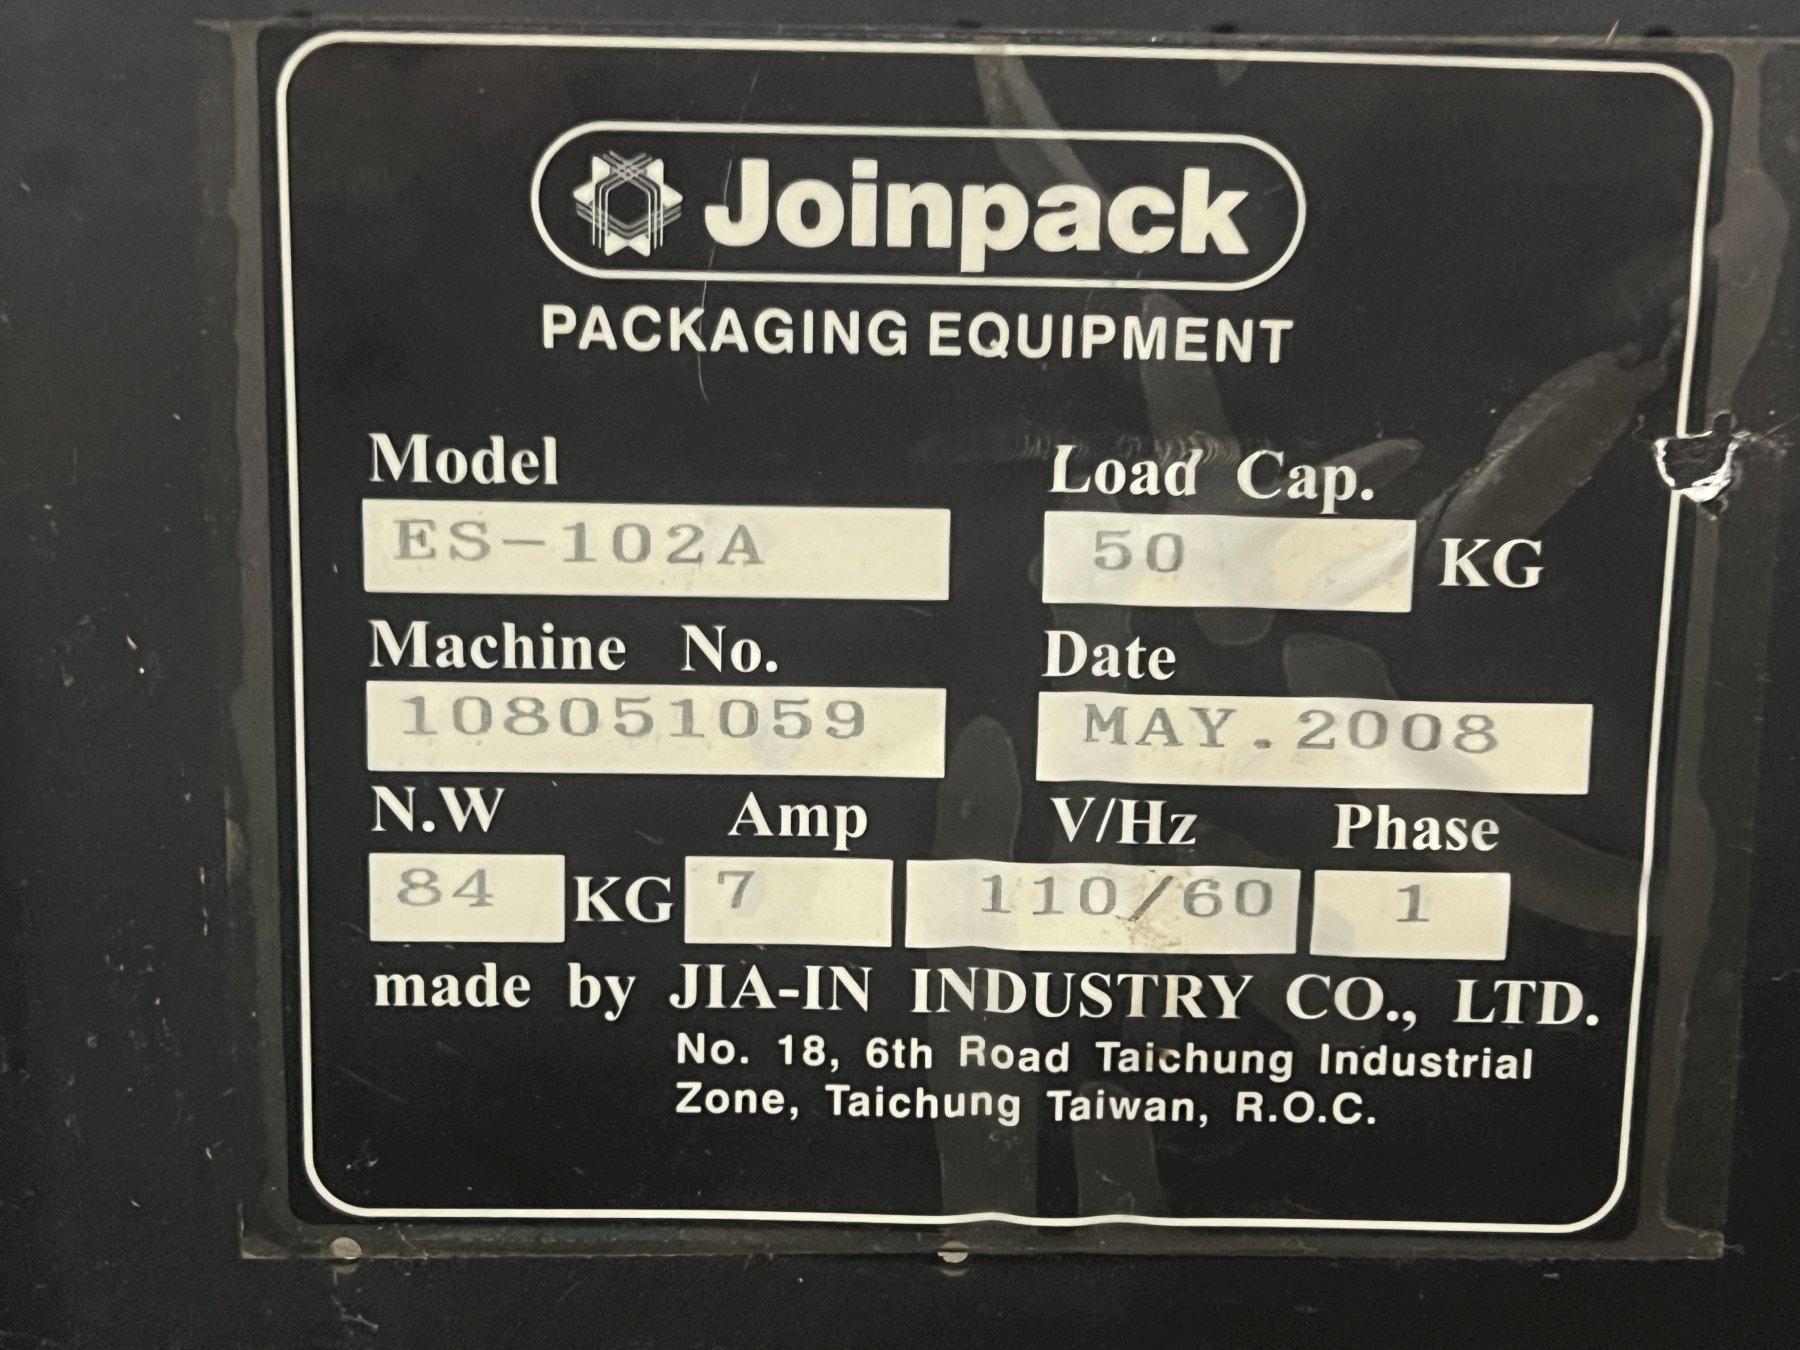 Joinpack
PACKAGING EQUIPMENT
Model Load Cap.
ES-102A 50 KG
Machine No. Date
108051059 MAY.2008
N.W Amp V/Hz Phase
84 KG 7 110/60 1
made by JIA-IN INDUSTRY CO., LTD.
No. 18, 6th Road Taichung Industrial
Zone, Taichung Taiwan, R.O.C.